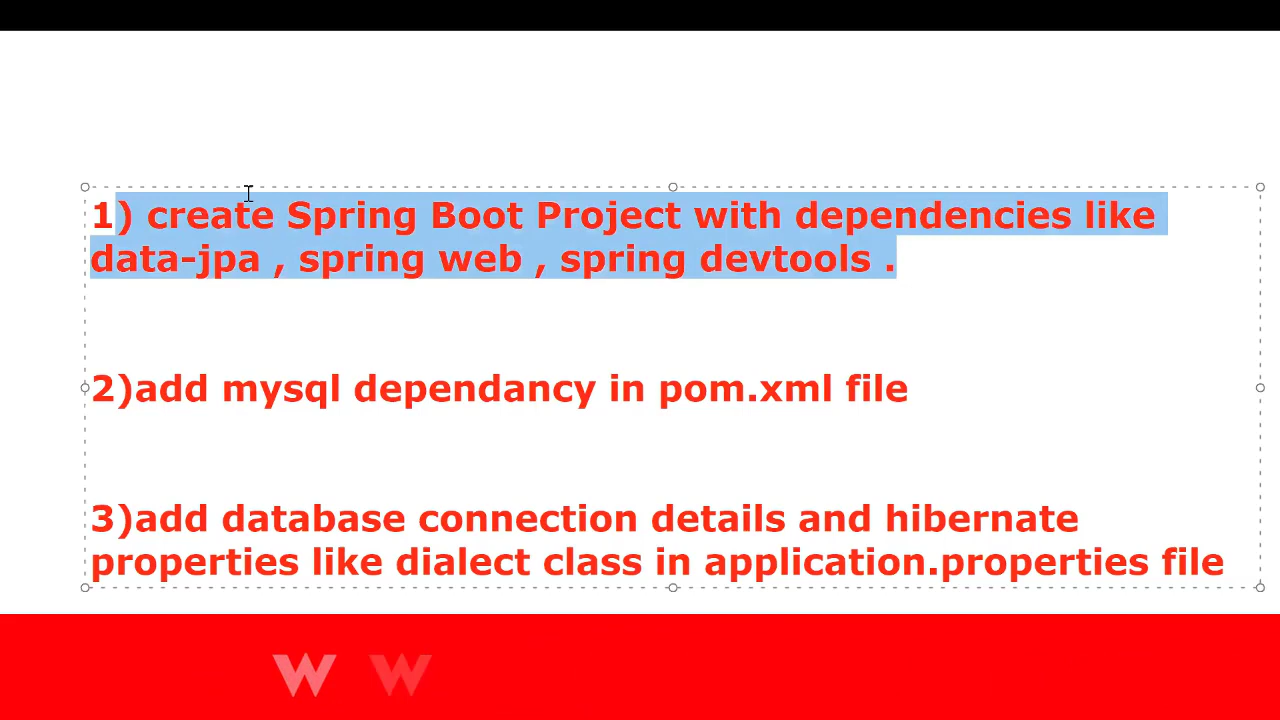 1) create Spring Boot Project with dependencies like
data-jpa , spring web , spring devtools .
2)add mysql dependancy in pom.xml file
3)add database connection details and hibernate
properties like dialect class in application.properties file
W W